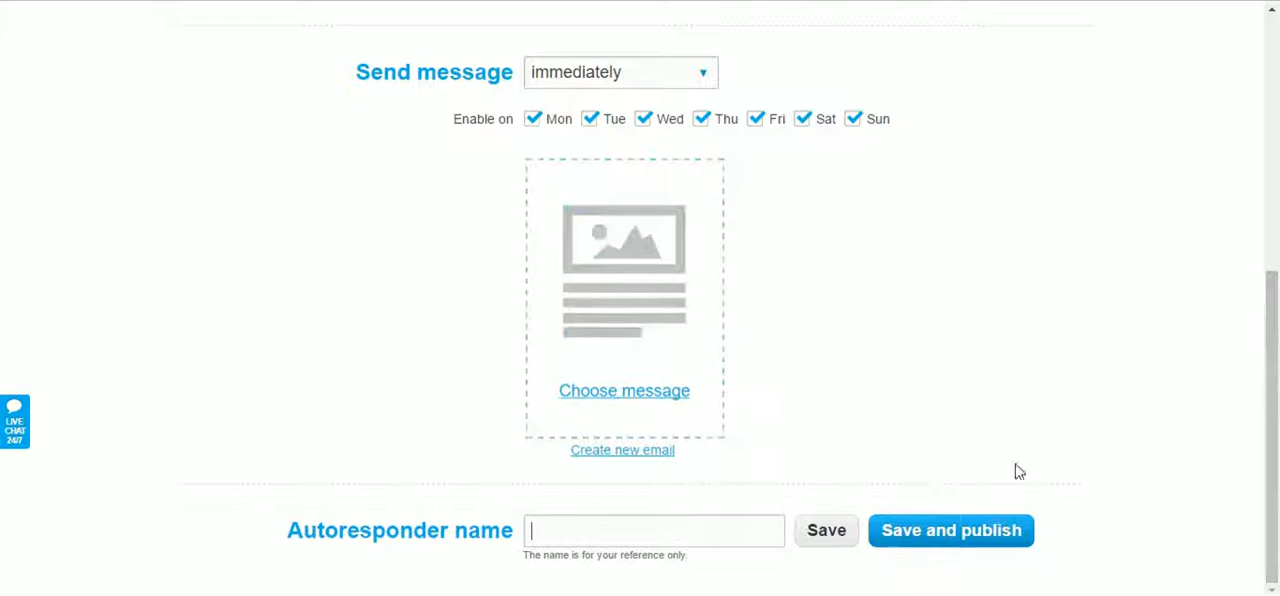 Send message immediately
Enable on Mon Tue Wed Thu Fri Sat Sun
Choose message
Create new email
LIVE
CHAT
24/7
Autoresponder name Save Save and publish
The name is for your reference only.